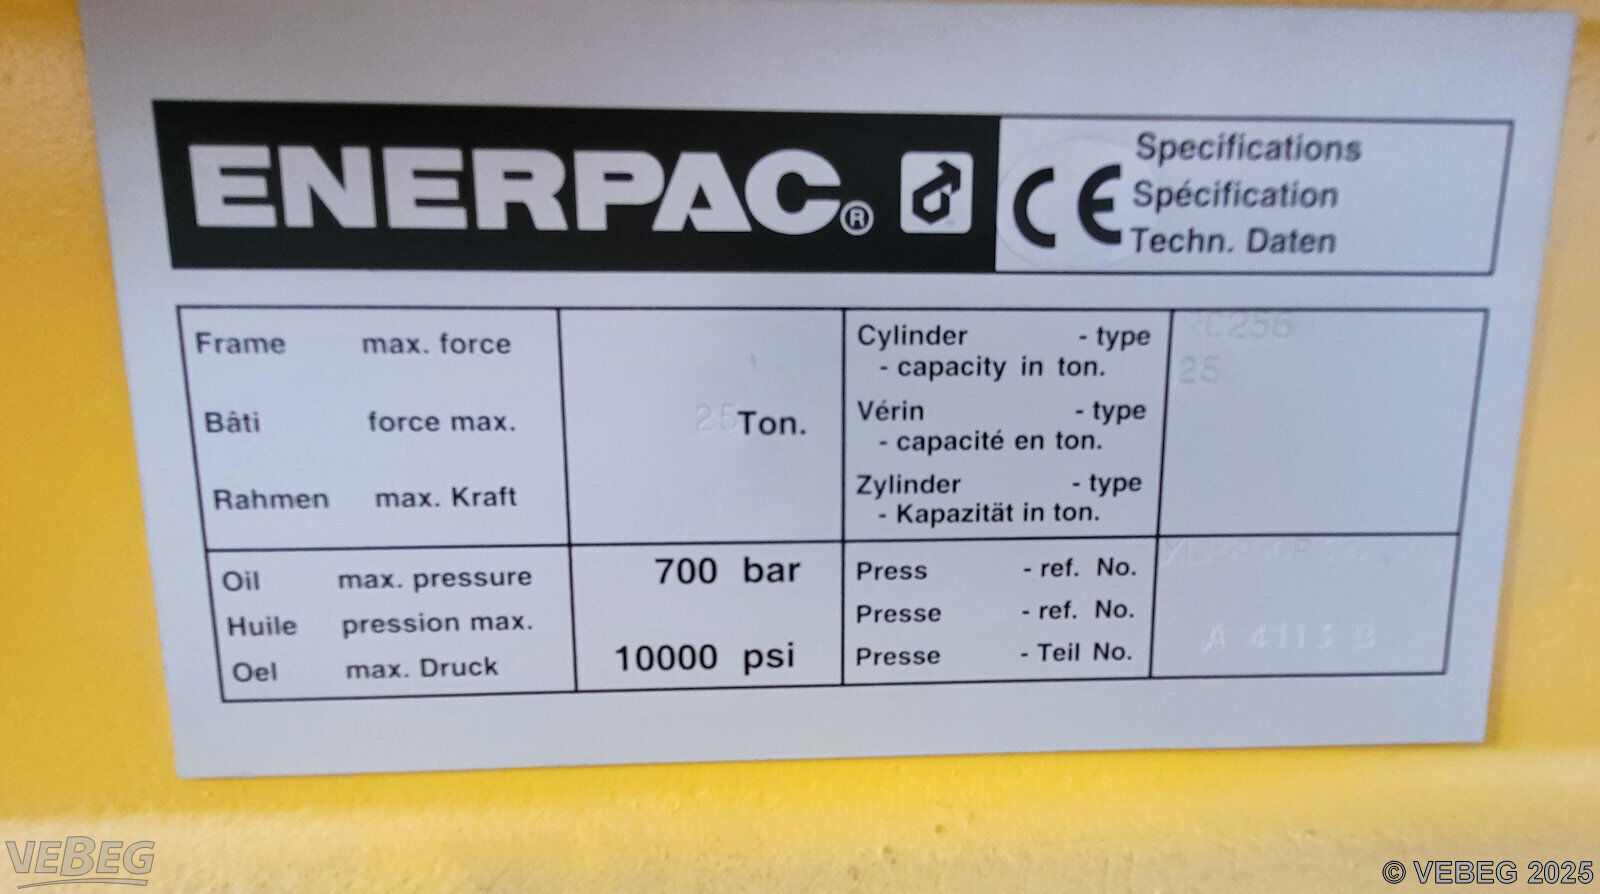 ENERPAC®
CE
Specifications
Spécification
Techn. Daten
Frame max. force
Bâti force max.
Rahmen max. Kraft
25 Ton.
Cylinder - type
- capacity in ton.
Vérin - type
- capacité en ton.
Zylinder - type
- Kapazität in ton.
RC256
25
Oil max. pressure
Huile pression max.
Oel max. Druck
700 bar
10000 psi
Press - ref. No.
Presse - ref. No.
Presse - Teil No.
A 4113 B
VEBEG
© VEBEG 2025